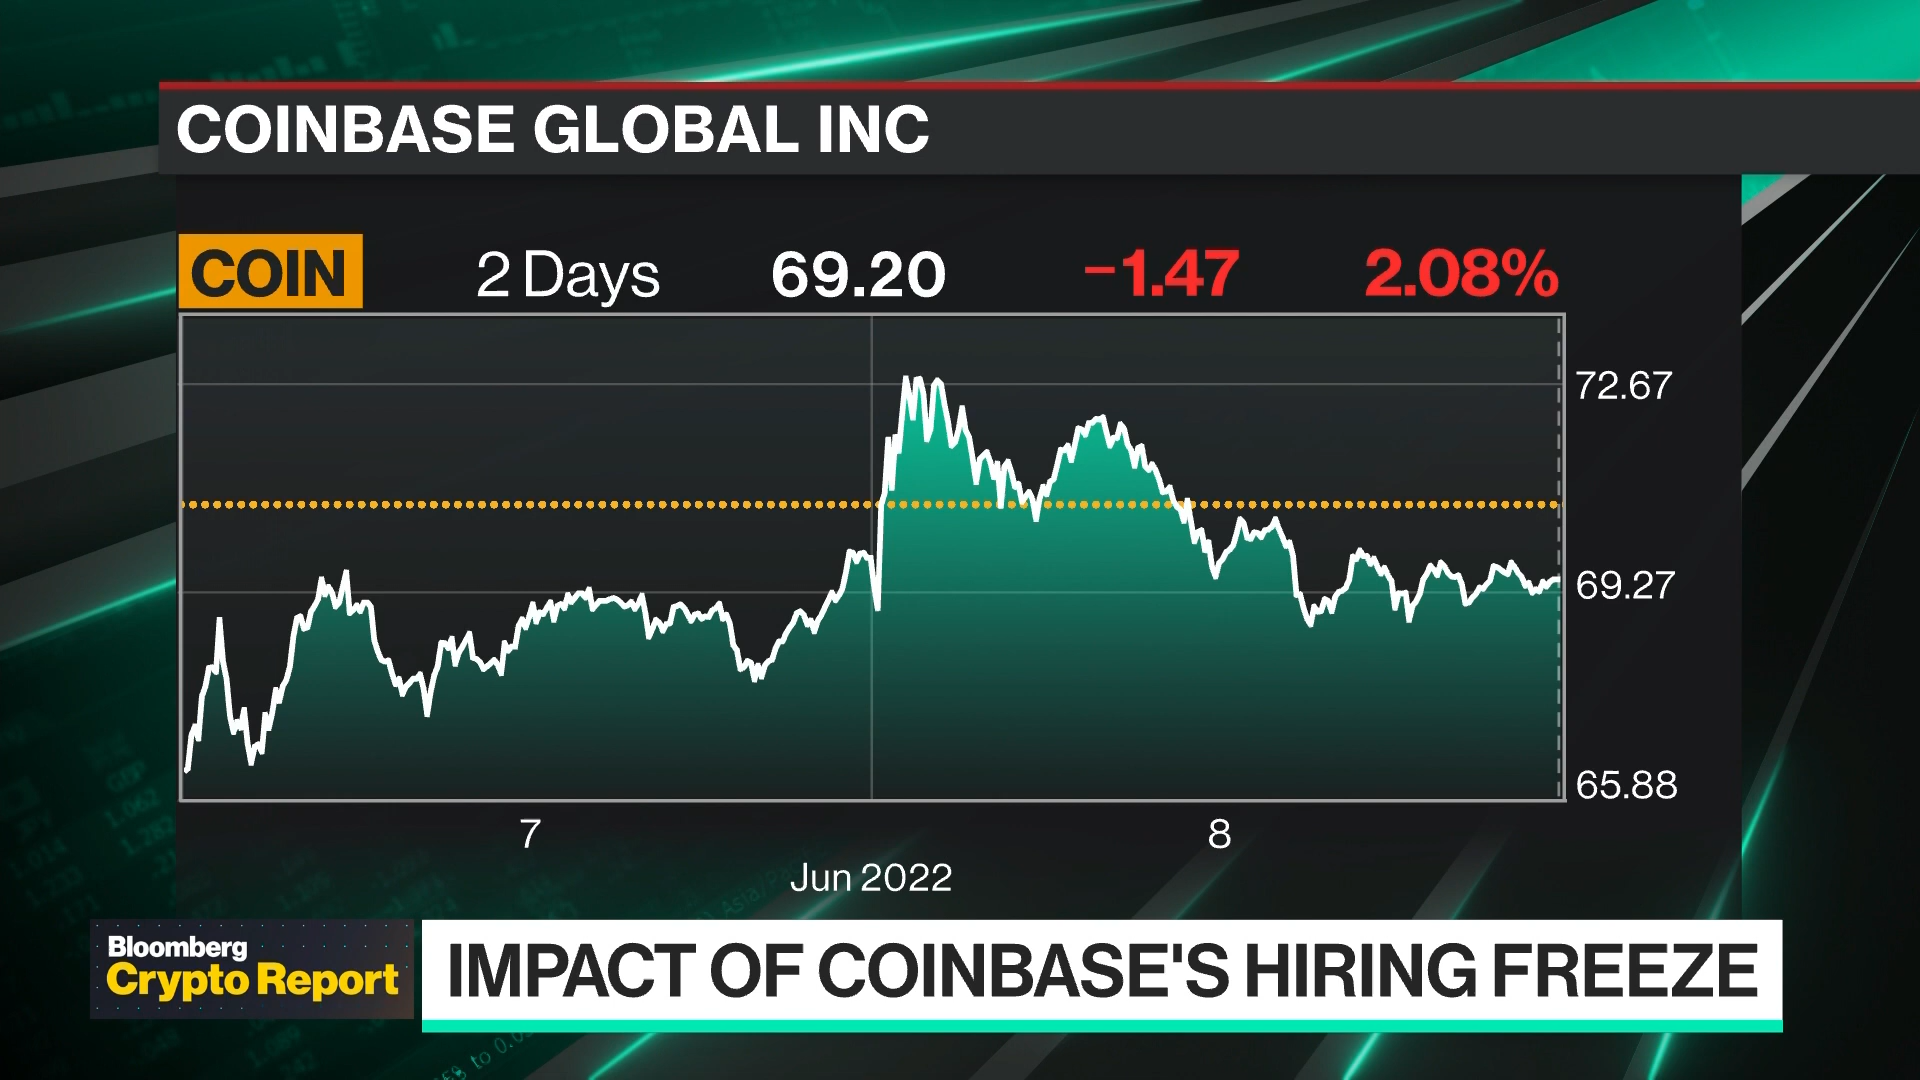 COINBASE GLOBAL INC
COIN 2 Days 69.20 −1.47 2.08%
72.67
69.27
65.88
7 8
Jun 2022
Bloomberg
Crypto Report
IMPACT OF COINBASE'S HIRING FREEZE